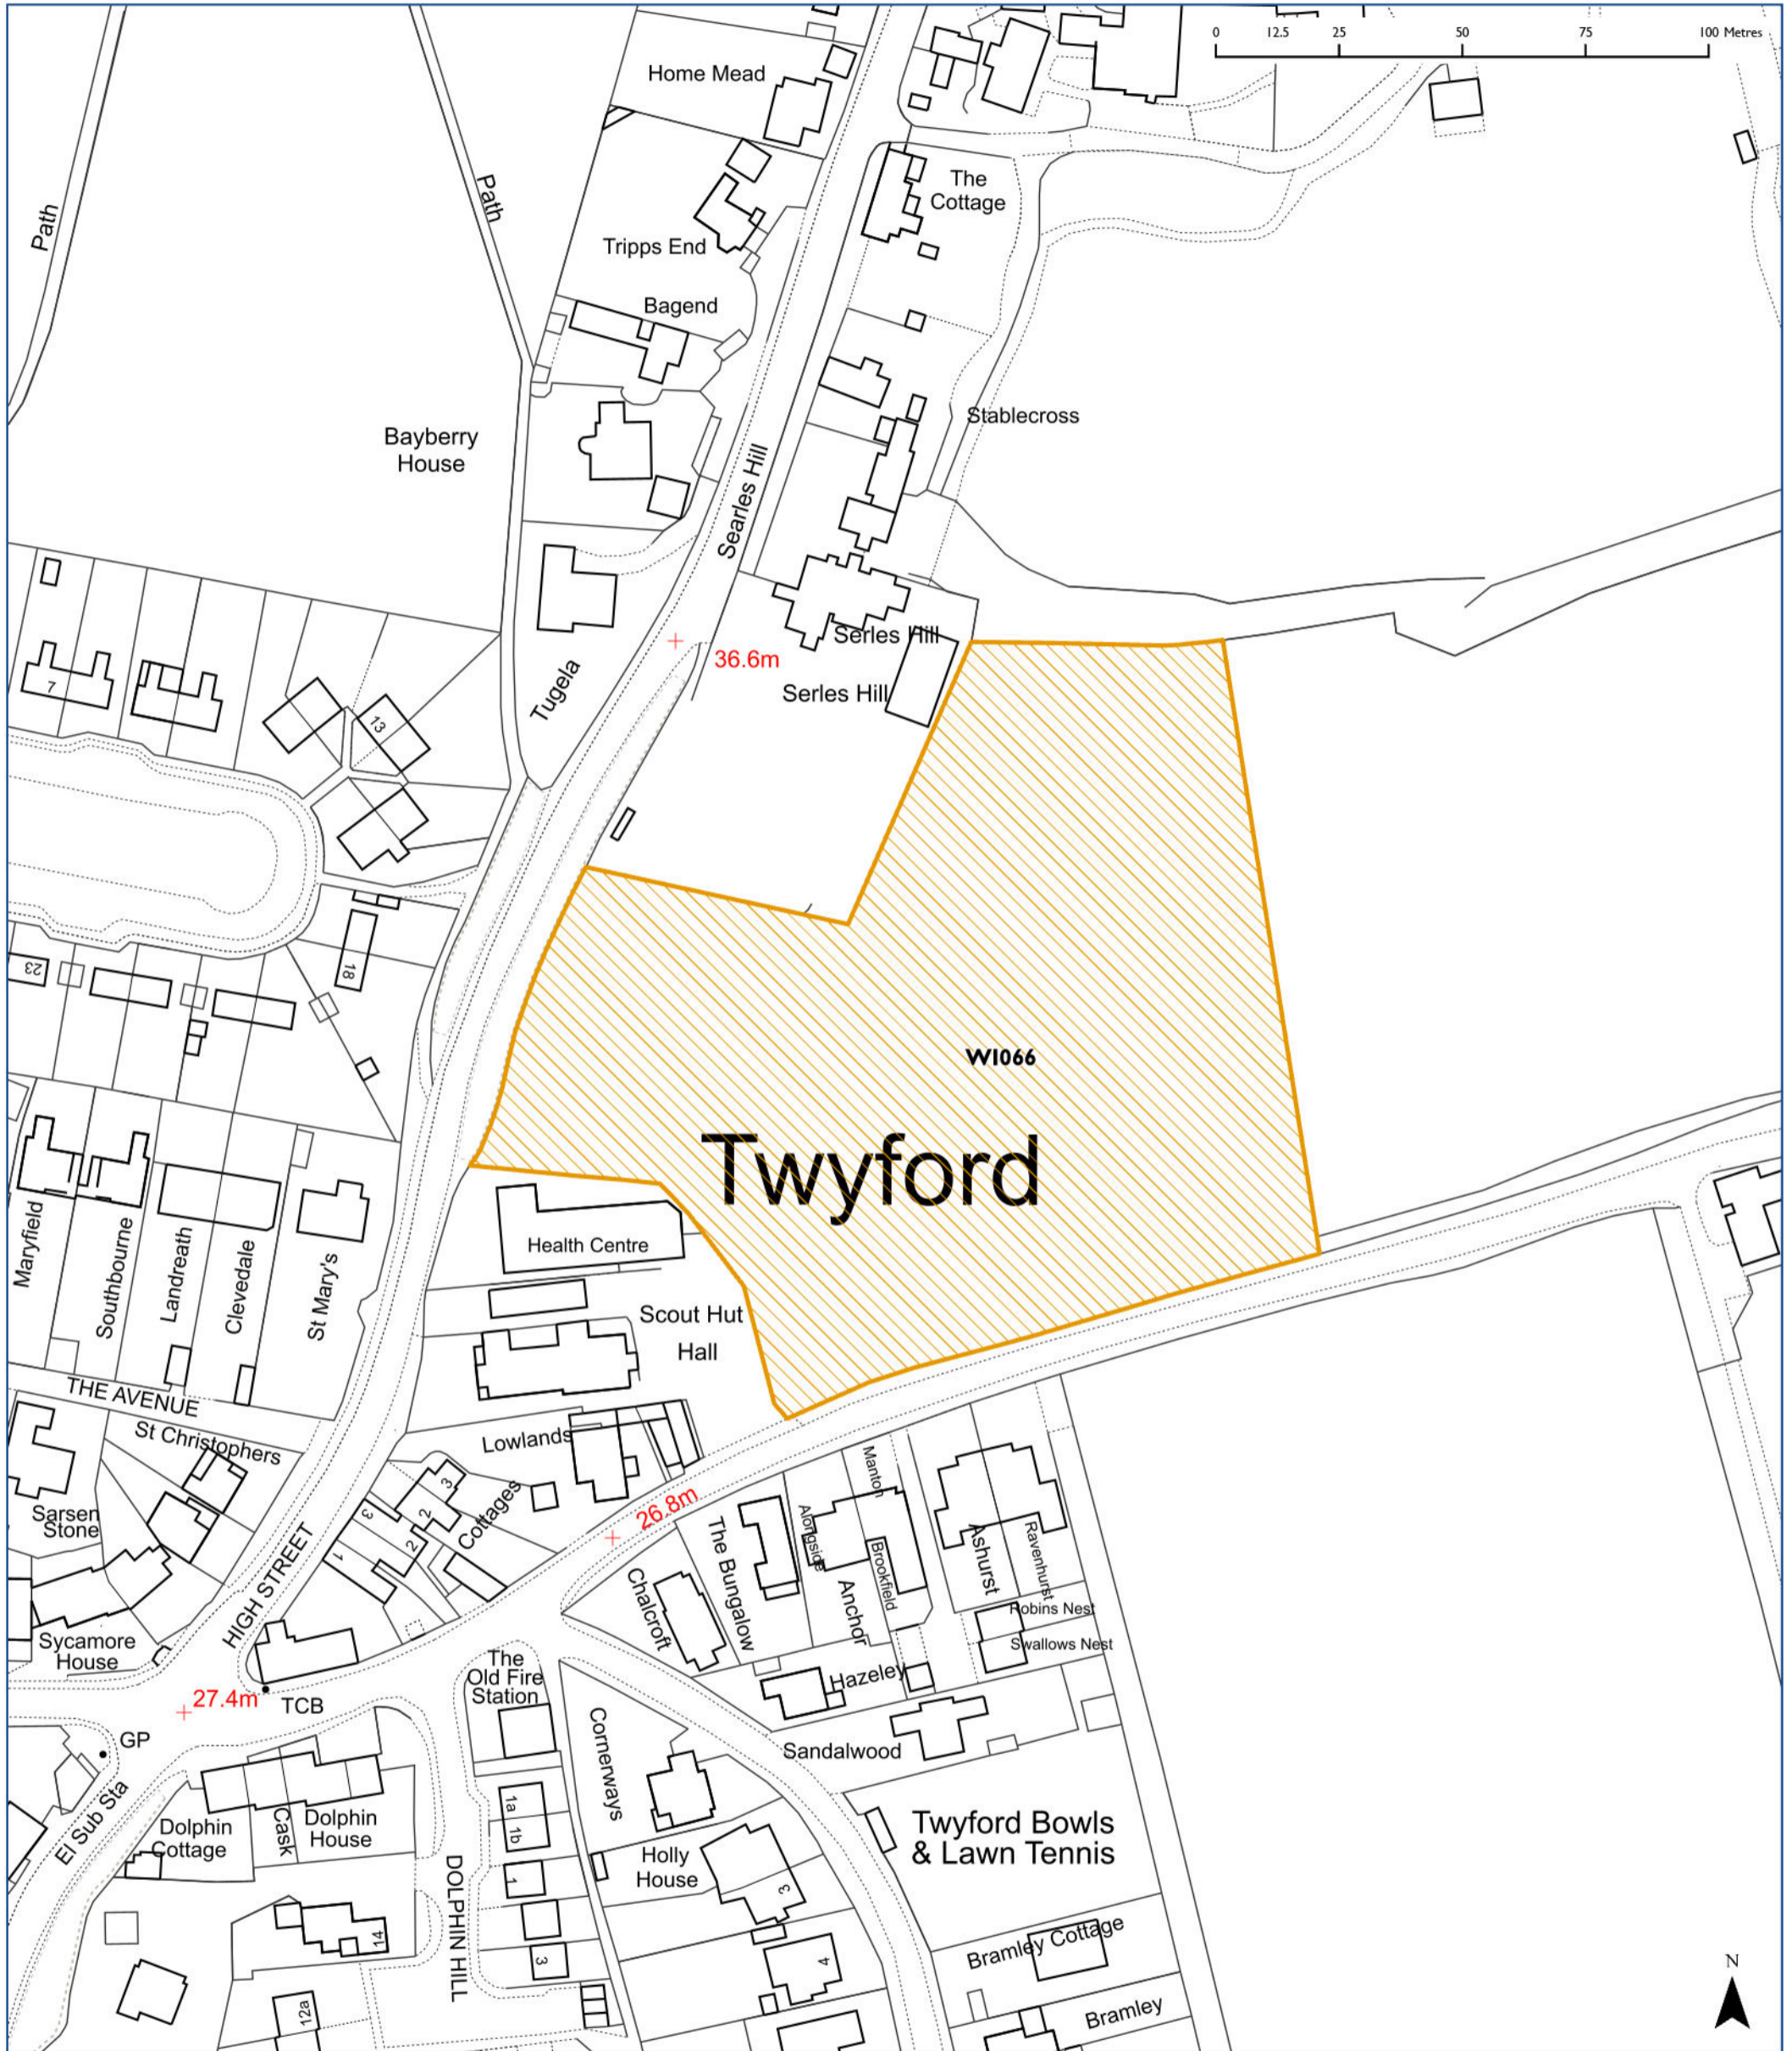 0 12.5 25 50 75 100 Metres
Home Mead
Path
Path
The
Cottage
Tripps End
Bagend
Stablecross
Bayberry
House
Searles Hill
Serles Hill
36.6m
Serles Hill
Tugela
7
13
23
18
WI066
Twyford
Maryfield
Southbourne
Landreath
Clevedale
St Mary's
Health Centre
Scout Hut
Hall
THE AVENUE
St Christophers
Lowlands
Sarsen
Stone
HIGH STREET
3
2
1
3
2
Cottages
26.8m
Manton
Alongside
The Bungalow
Chalcroft
Anchor
Brookfield
Ashurst
Ravenhurst
Robins Nest
Swallows Nest
Sycamore
House
27.4m
TCB
GP
The
Old Fire
Station
Hazeley
Cornerways
Sandalwood
El Sub Sta
Dolphin
Cottage
Cask
Dolphin
House
1a
1b
1
3
DOLPHIN HILL
Holly
House
3
4
Twyford Bowls
& Lawn Tennis
14
12a
Bramley Cottage
Bramley
N